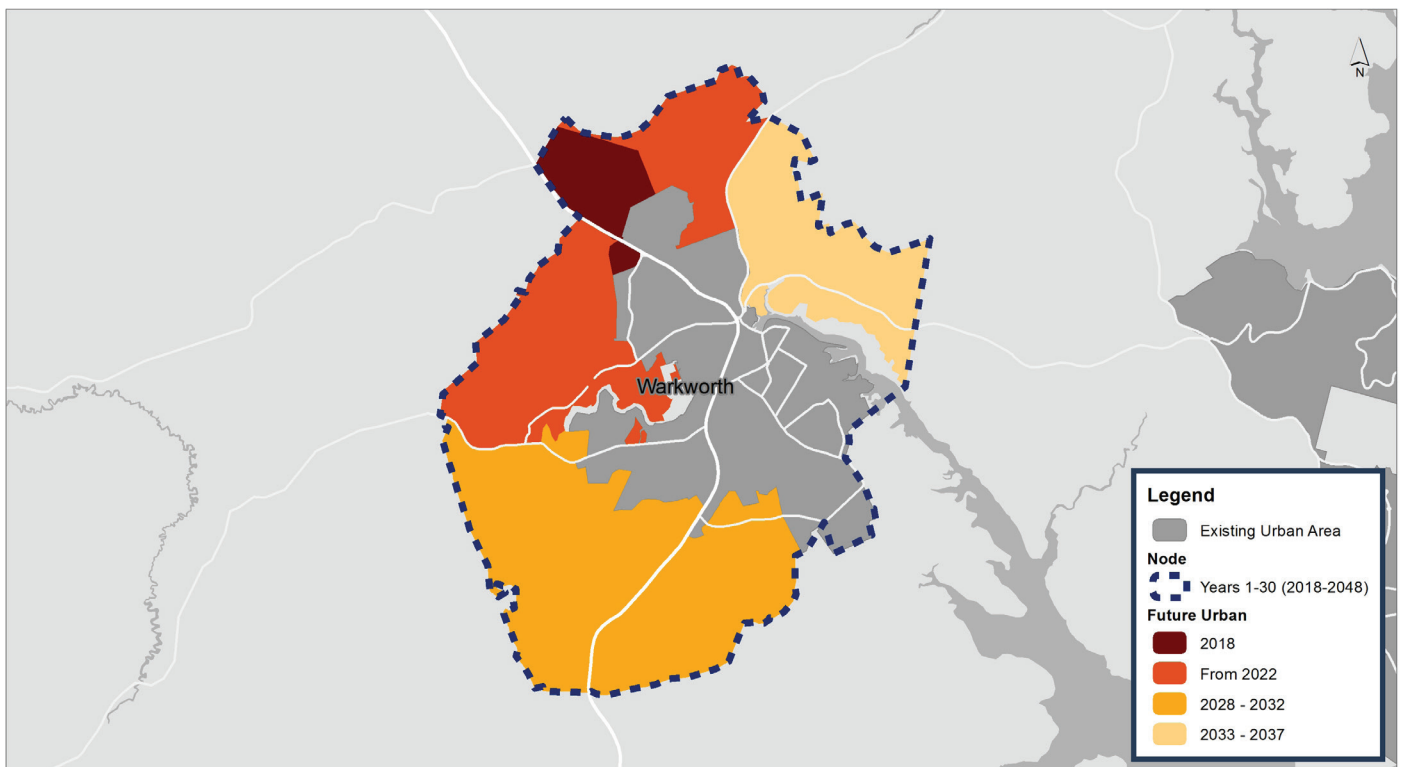 N
Warkworth
Legend
Existing Urban Area
Node
Years 1-30 (2018-2048)
Future Urban
2018
From 2022
2028 - 2032
2033 - 2037